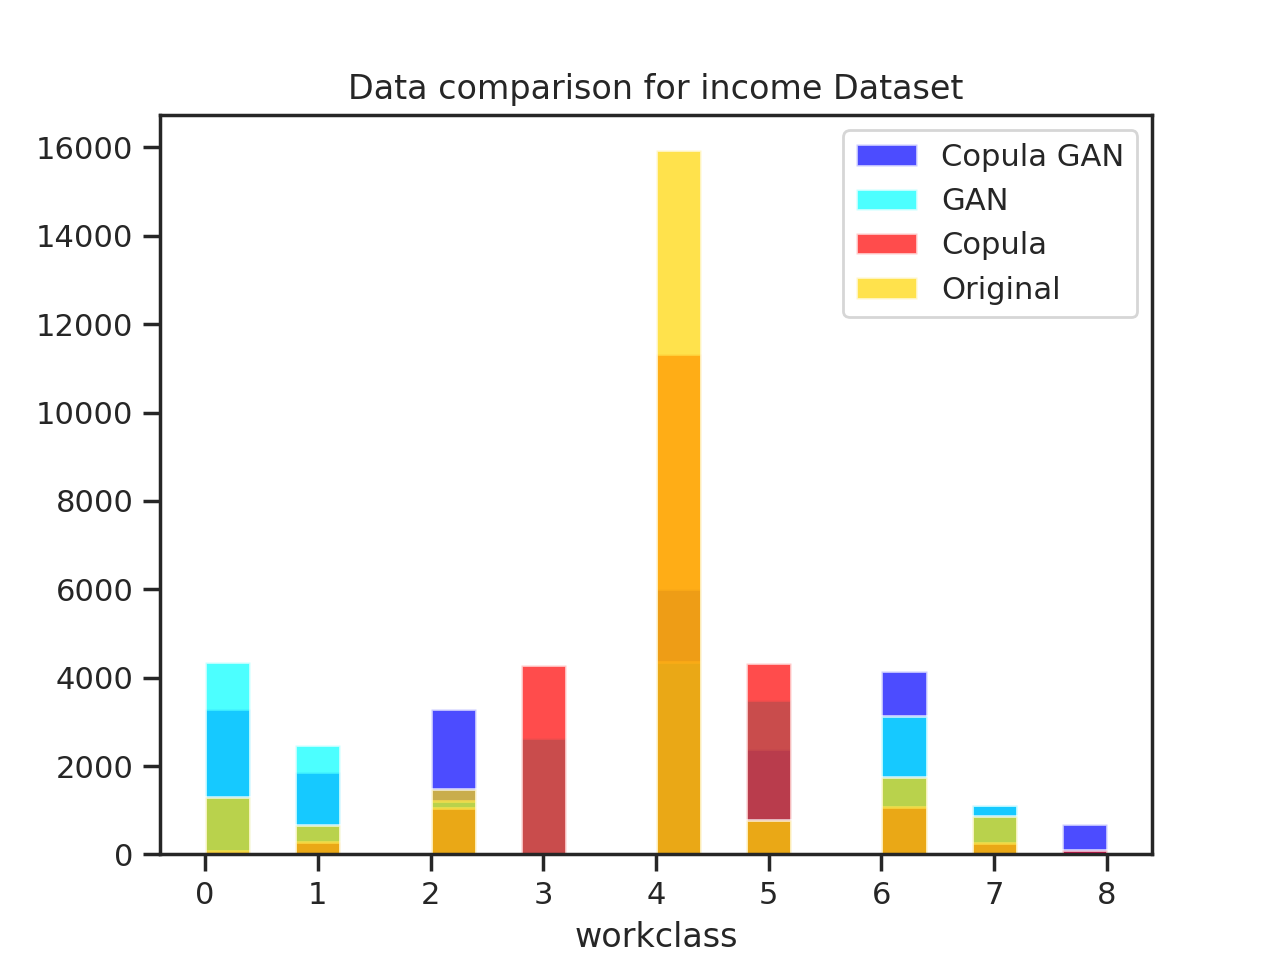 Data comparison for income Dataset
Copula GAN
GAN
Copula
Original
16000
14000
12000
10000
8000
6000
4000
2000
0
0 1 2 3 4 5 6 7 8
workclass